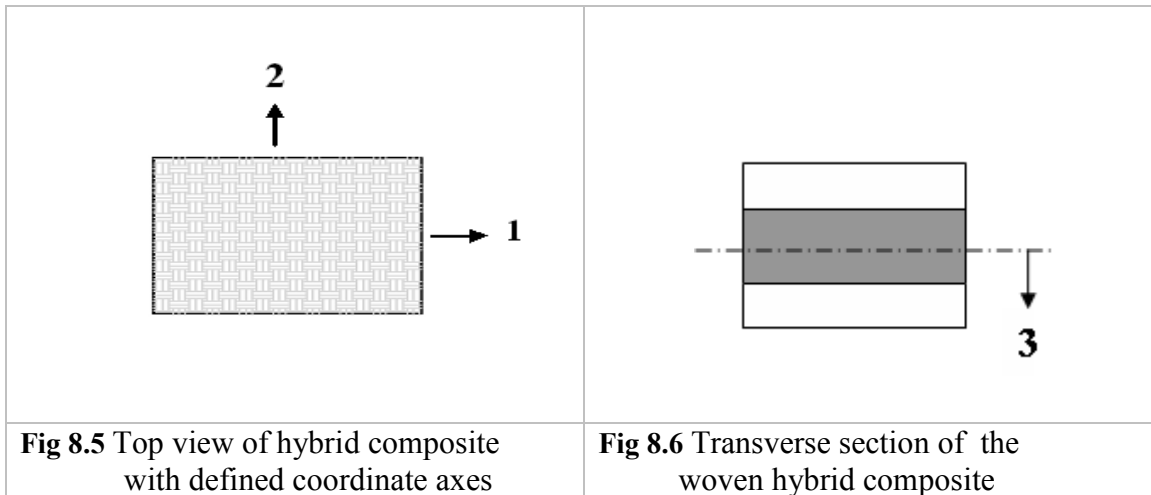 2
1
3
Fig 8.5 Top view of hybrid composite
with defined coordinate axes
Fig 8.6 Transverse section of the
woven hybrid composite